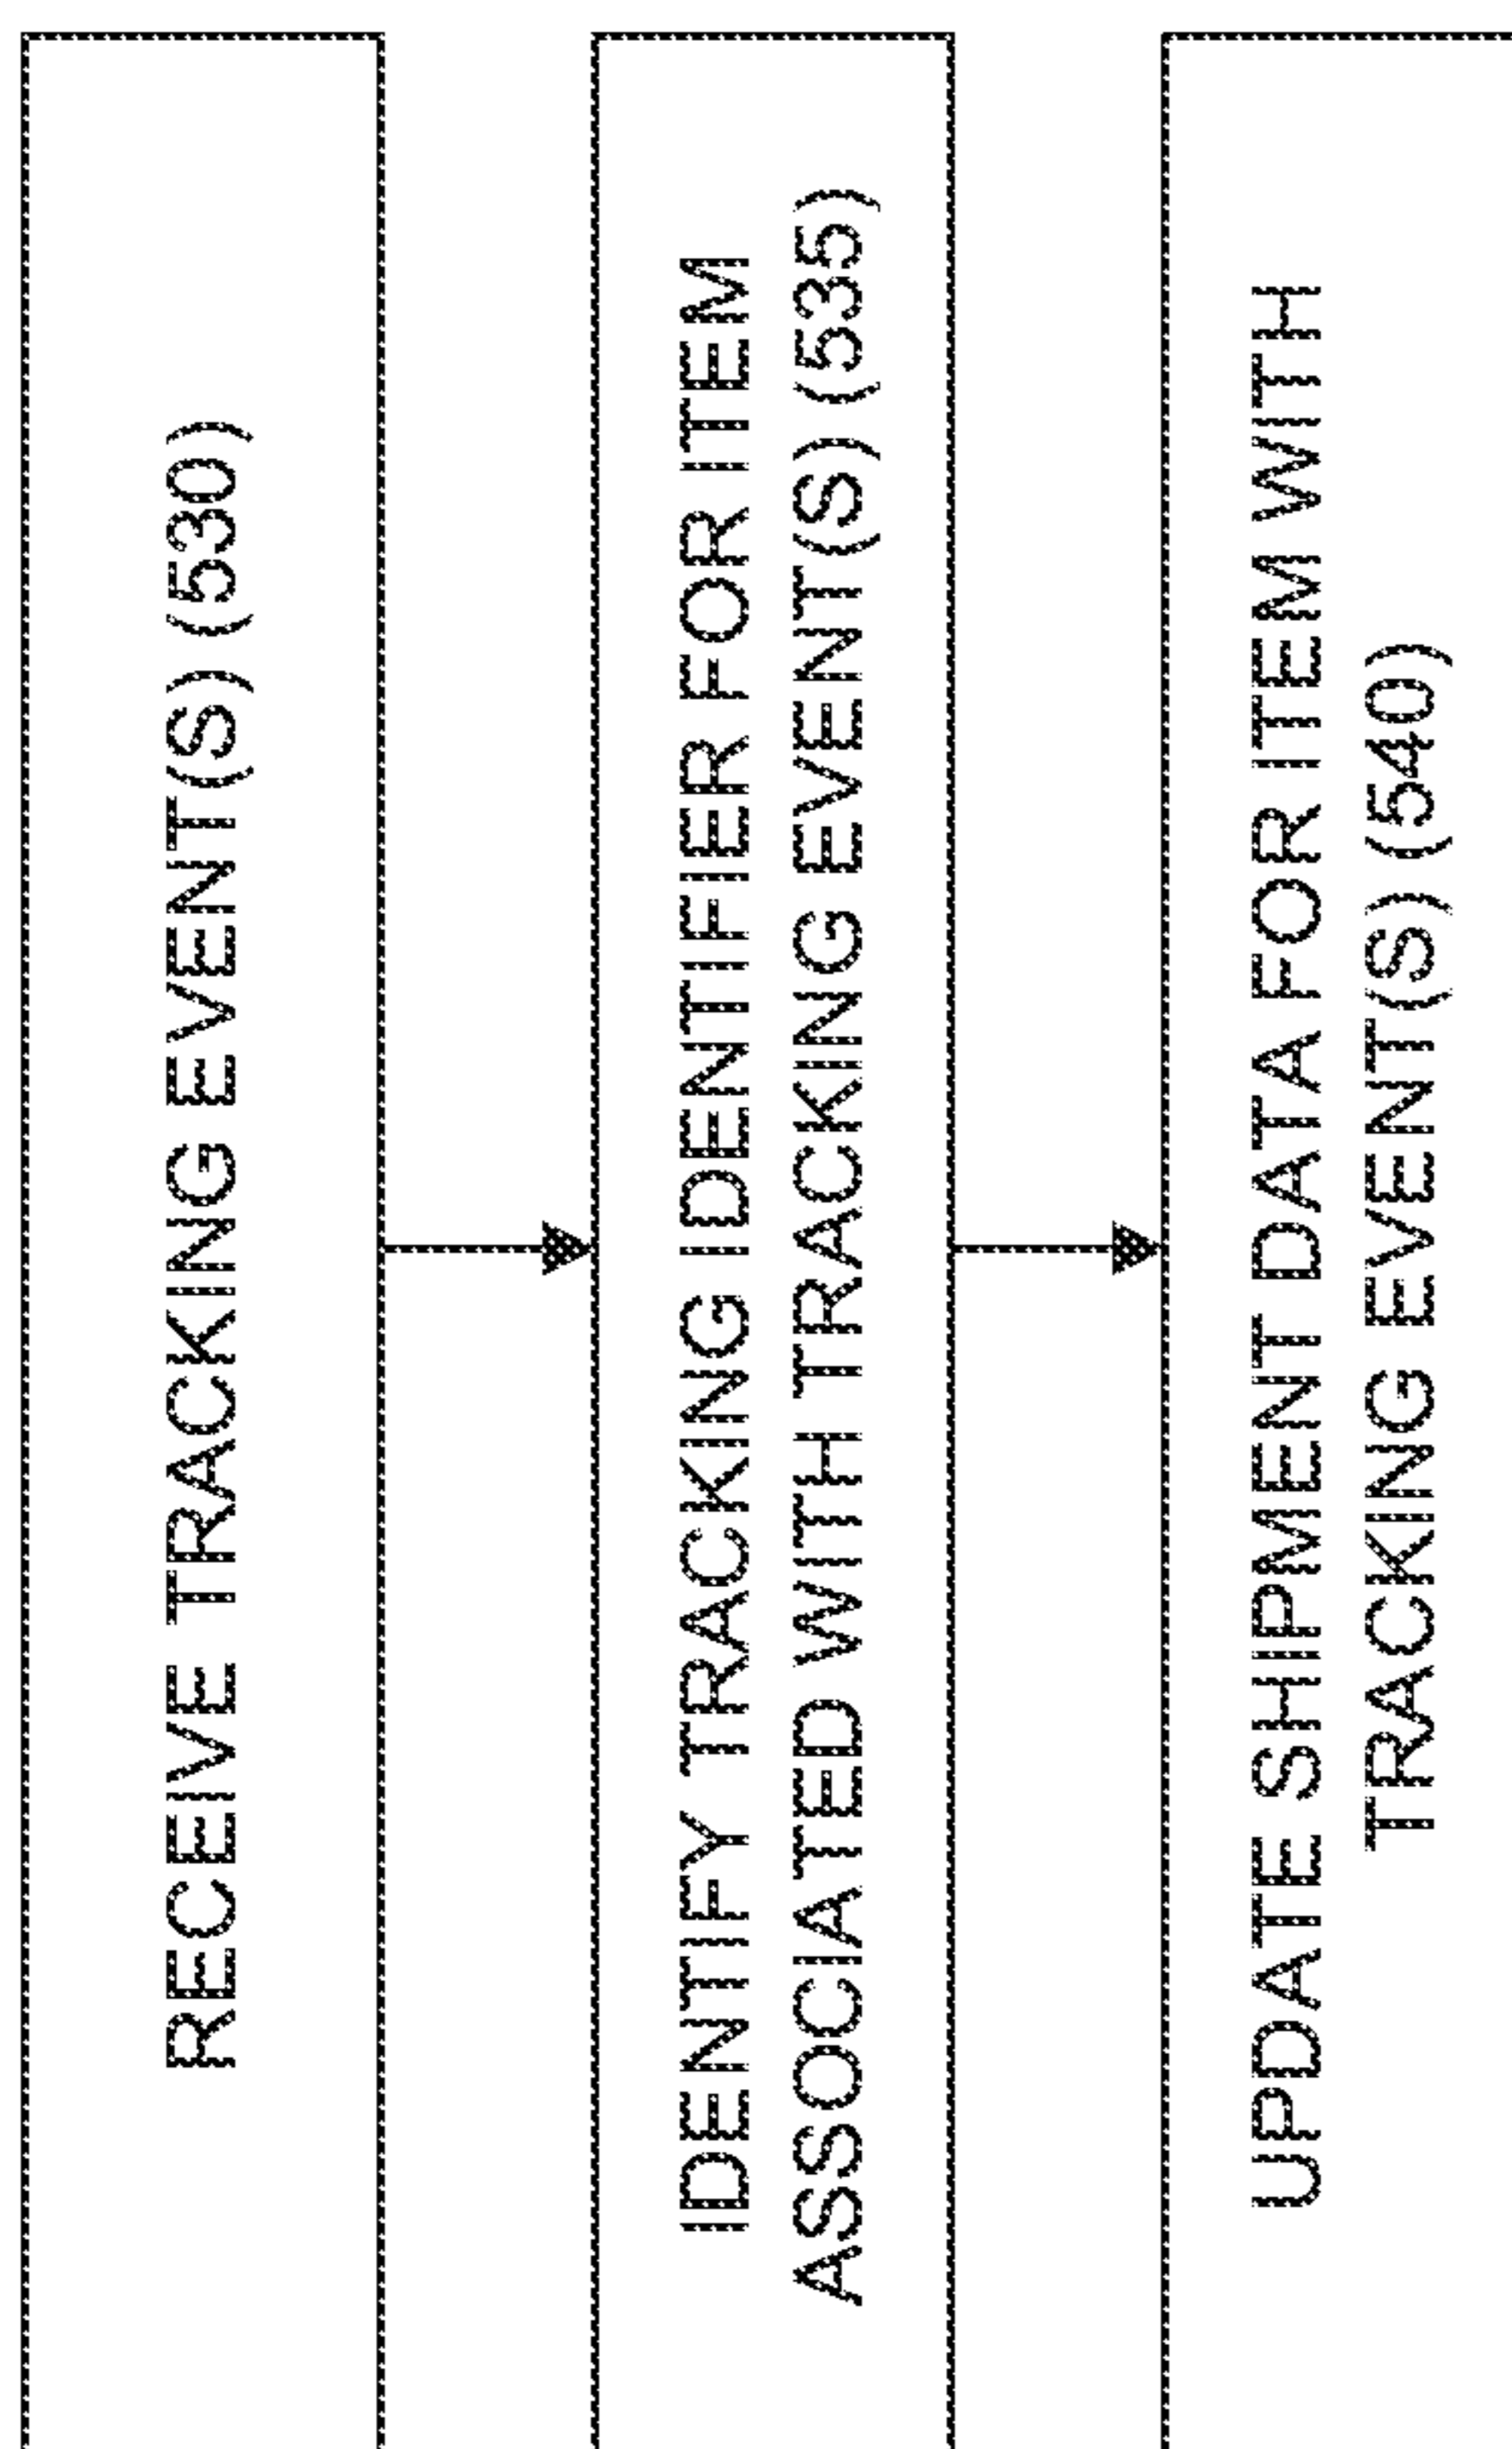 RECEIVE TRACKING EVENT(S) (530)
IDENTIFY TRACKING IDENTIFIER FOR ITEM
ASSOCIATED WITH TRACKING EVENT(S) (535)
UPDATE SHIPMENT DATA FOR ITEM WITH
TRACKING EVENT(S) (540)